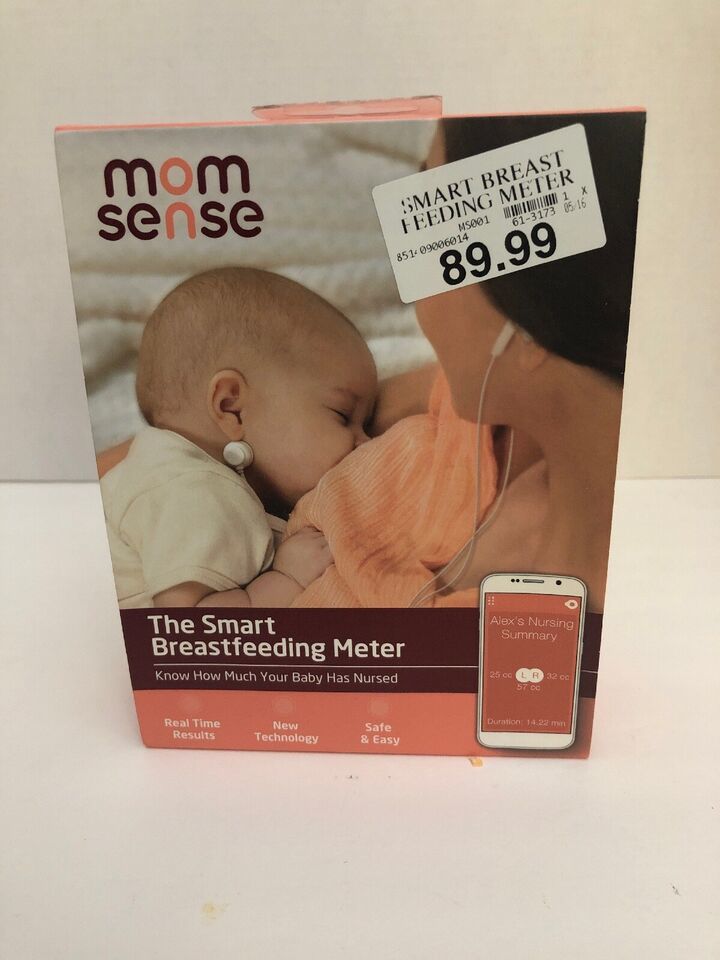 mom
sense
SMART BREAST
FEEDING METER
MS001 1 X
61-3173 05-16
09006014
89.99
The Smart
Breastfeeding Meter
Know How Much Your Baby Has Nursed
Real Time
Results
New
Technology
Safe
& Easy
Alex's Nursing
Summary
25 cc L R 32 cc
57 cc
Duration: 14.22 min